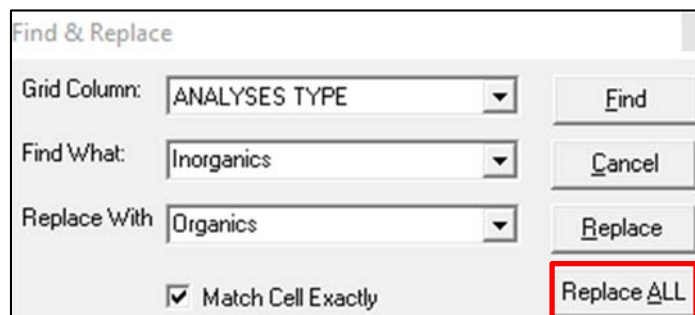 Find & Replace
Grid Column: ANALYSES TYPE Find
Find What: Inorganics Cancel
Replace With Organics Replace
Match Cell Exactly Replace ALL